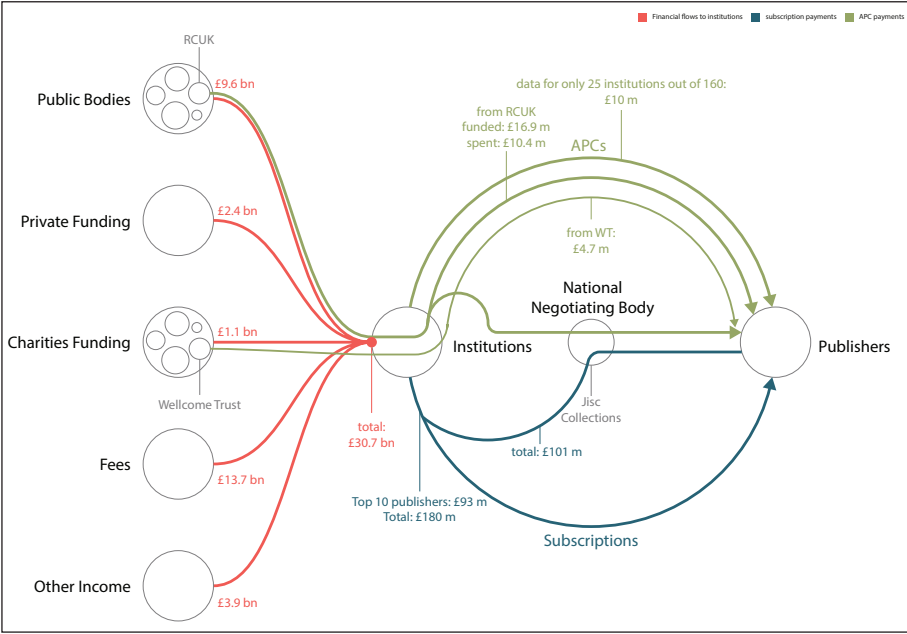 Financial flows to institutions
subscription payments
APC payments
RCUK
£9.6 bn
Public Bodies
data for only 25 institutions out of 160:
£10 m
from RCUK
funded: £16.9 m
spent: £10.4 m
APCs
Private Funding
£2.4 bn
from WT:
£4.7 m
National
Negotiating Body
Charities Funding
£1.1 bn
Institutions
Publishers
Wellcome Trust
Jisc
Collections
total:
£30.7 bn
total: £101 m
Fees
£13.7 bn
Top 10 publishers: £93 m
Total: £180 m
Subscriptions
Other Income
£3.9 bn